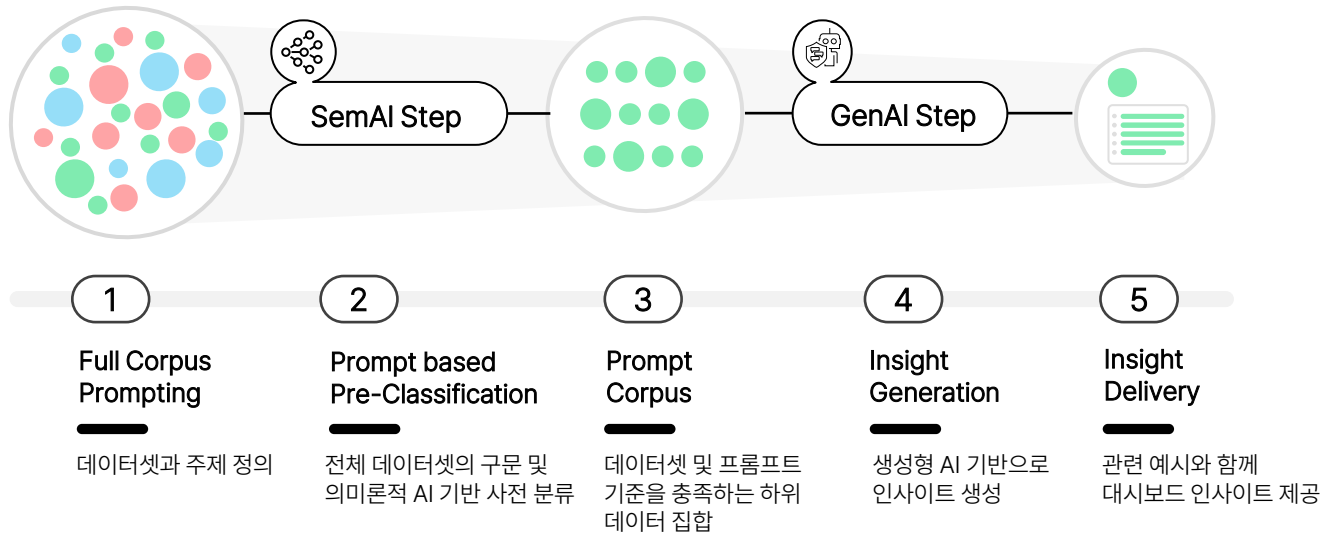 SemAI Step
GenAI Step
1
2
3
4
5
Full Corpus
Prompting
데이터셋과 주제 정의
Prompt based
Pre-Classification
전체 데이터셋의 구문 및
의미론적 AI 기반 사전 분류
Prompt
Corpus
데이터셋 및 프롬프트
기준을 충족하는 하위
데이터 집합
Insight
Generation
생성형 AI 기반으로
인사이트 생성
Insight
Delivery
관련 예시와 함께
대시보드 인사이트 제공